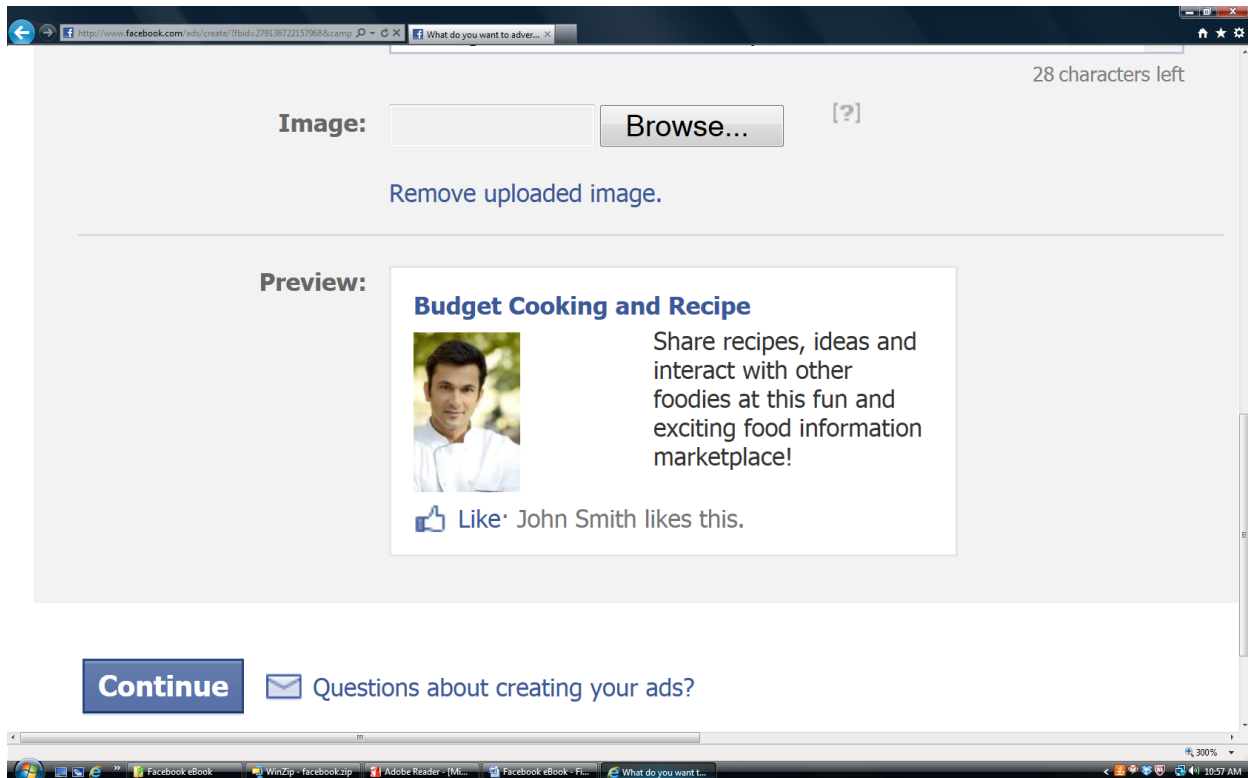 http://www.facebook.com/ads/create/?fbid=279136722157968&camp
What do you want to adver...
28 characters left
Image:
Browse...
[?]
Remove uploaded image.
Preview:
Budget Cooking and Recipe
Share recipes, ideas and
interact with other
foodies at this fun and
exciting food information
marketplace!
Like · John Smith likes this.
Continue
Questions about creating your ads?
300%
Facebook eBook
WinZip - facebook.zip
Adobe Reader - [Mi...
Facebook eBook - Fi...
What do you want t...
10:57 AM